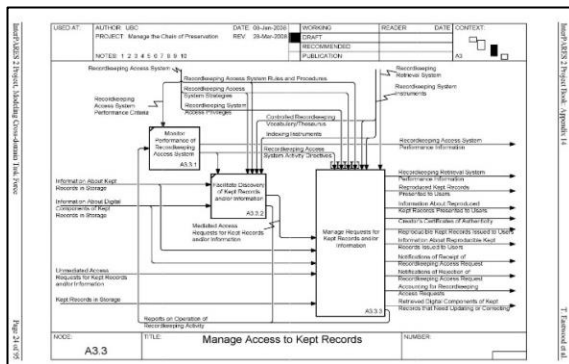 USED AT:
AUTHOR: UBC
PROJECT: Manage the Chain of Preservation
NOTES: 1 2 3 4 5 6 7 8 9 10
REV:
WORKING
DRAFT
RECOMMENDED
PUBLICATION
READER
DATE
CONTEXT:
A3
Recordkeeping Access System
Recordkeeping Access System Rules and Procedures
Recordkeeping Access
System Strategies
Recordkeeping System
Access Privileges
Recordkeeping
Retrieval System
Recordkeeping System
Instruments
Recordkeeping
Access System
Performance Criteria
Controlled Recordkeeping
Vocabulary/Thesaurus
Indexing Instruments
Monitor
Performance of
Recordkeeping
Access System
A3.3.1
Recordkeeping Access
System Activity Directives
Recordkeeping Access System
Performance Information
Information About Kept
Records in Storage
Information About Digital
Components of Kept
Records in Storage
Facilitate Discovery
of Kept Records
and/or Information
A3.3.2
Mediated Access
Requests for Kept Records
and/or Information
Manage Requests for
Kept Records and/or
Information
A3.3.3
Recordkeeping Retrieval System
Performance Information
Reproduced Kept Records
Presented to Users
Information About Reproduced
Kept Records Presented to Users
Creator's Certificates of Authenticity
Reproducible Kept Records Issued to Users
Information About Reproducible Kept
Records Issued to Users
Notifications of Receipt of
Recordkeeping Access Request
Notifications of Rejection of
Recordkeeping Access Request
Accounting for Recordkeeping
Access Requests
Retrieved Digital Components of Kept
Records that Need Updating or Correcting
Unmediated Access
Requests for Kept Records
and/or Information
Kept Records in Storage
Reports on Operation of
Recordkeeping Activity
NODE:
A3.3
TITLE:
Manage Access to Kept Records
NUMBER:
InterPARES 2 Project, Modeling Cross-domain Task Force
Page 24 of 95
InterPARES 2 Project Book: Appendix 14
T. Eastwood et al.